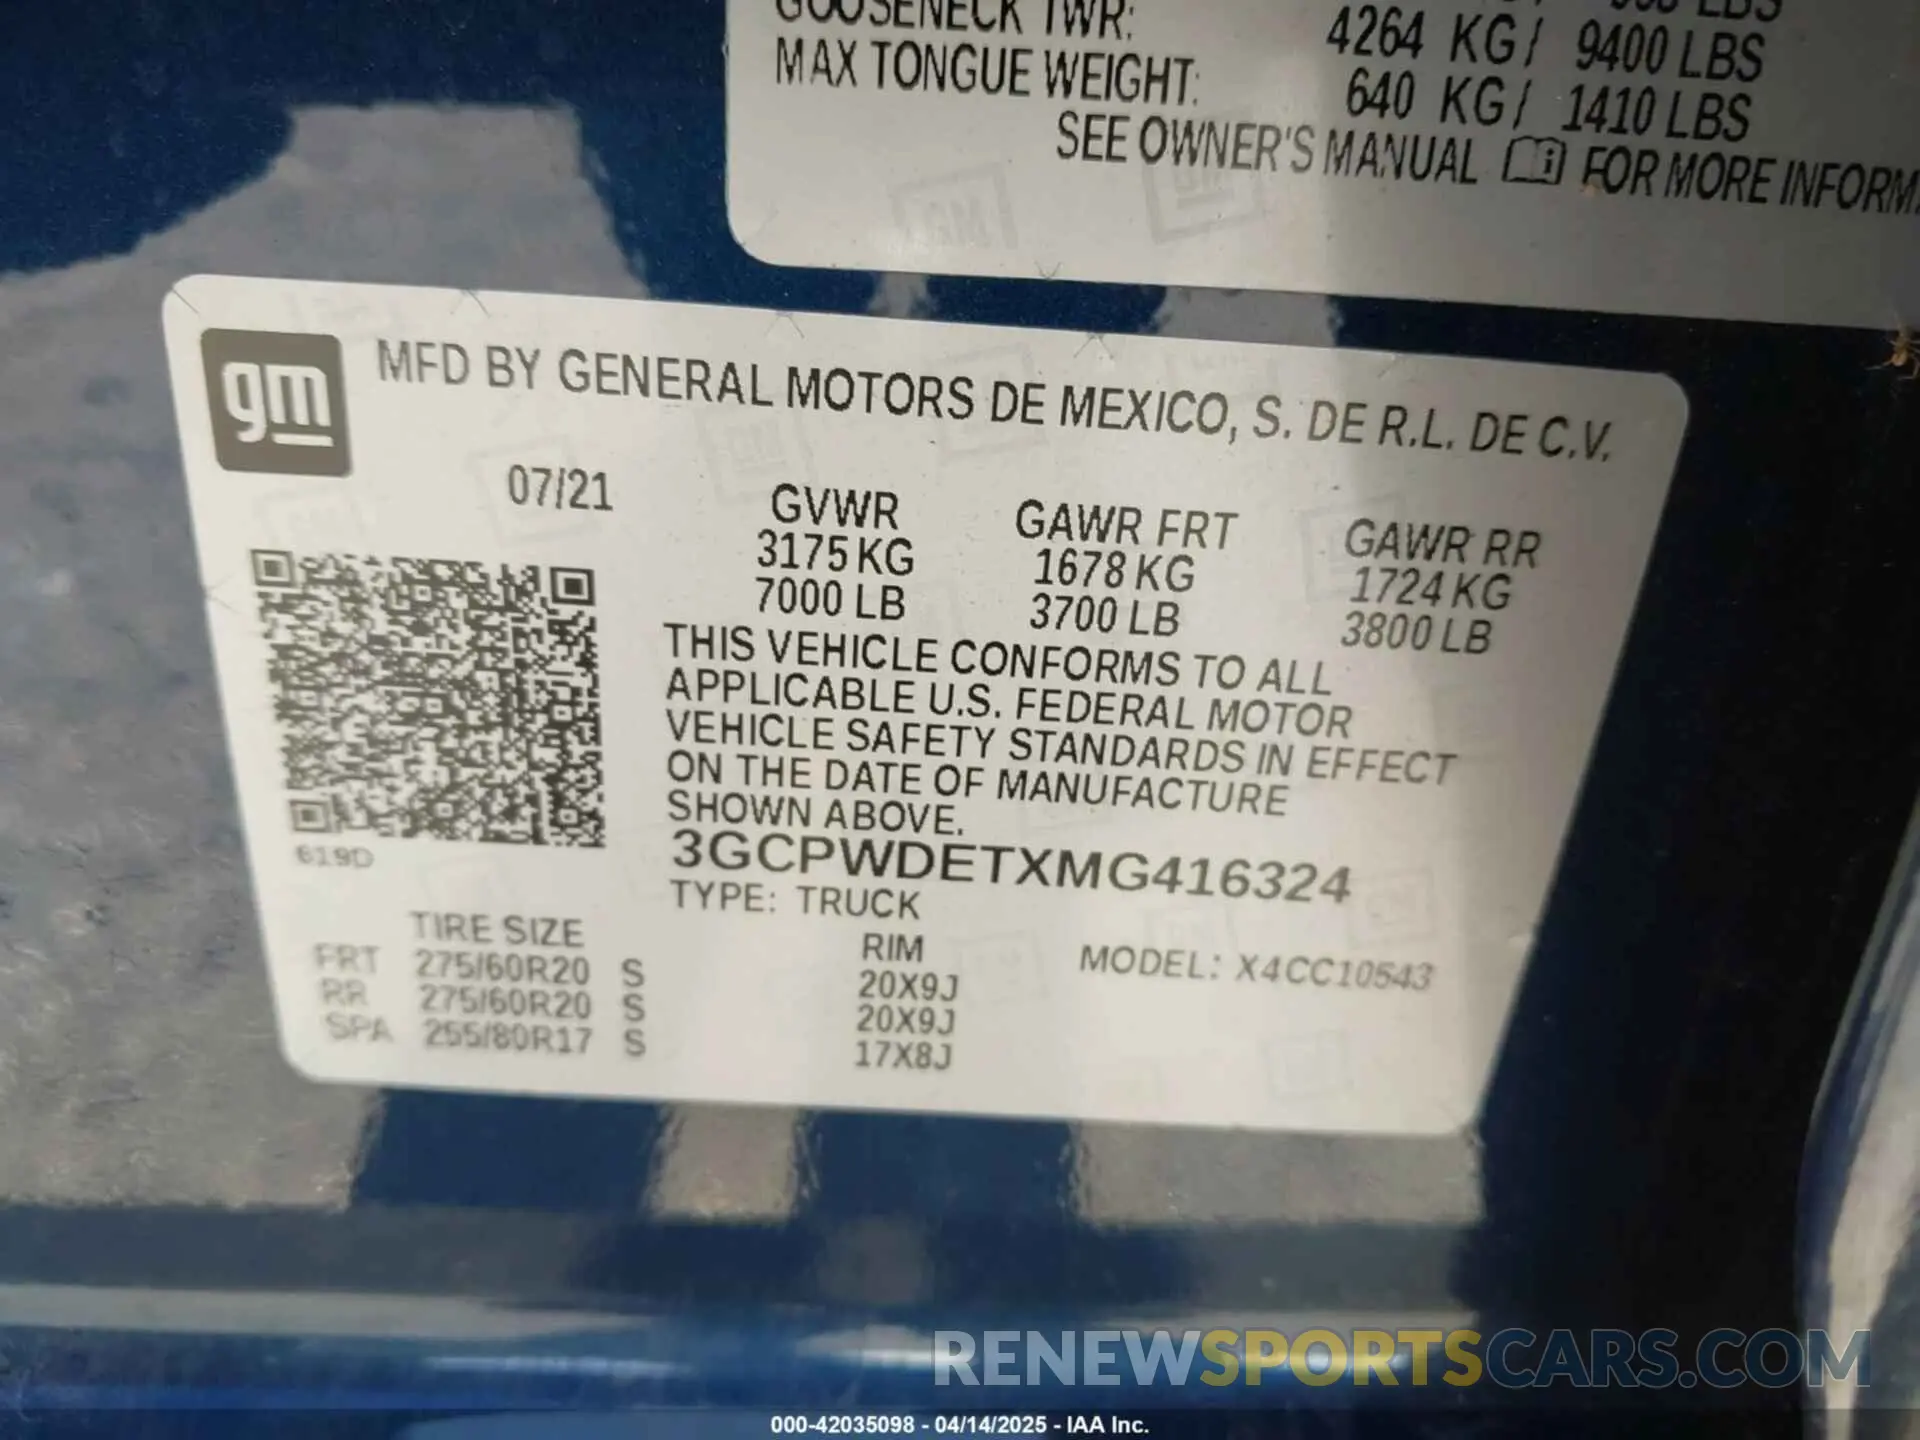 GOOSENECK TWR:
LBS
4264 KG/ 9400 LBS
MAX TONGUE WEIGHT: 640 KG/ 1410 LBS
SEE OWNER'S MANUAL FOR MORE
gm
MFD BY GENERAL MOTORS DE MEXICO, S. DE R.L. DE C.V.
07/21 GVWR GAWR FRT GAWR RR
3175 KG 1678 KG 1724 KG
7000 LB 3700 LB 3800 LB
THIS VEHICLE CONFORMS TO ALL
APPLICABLE U.S. FEDERAL MOTOR
VEHICLE SAFETY STANDARDS IN EFFECT
ON THE DATE OF MANUFACTURE
SHOWN ABOVE.
619D
3GCPWDETXMG416324
TYPE: TRUCK
TIRE SIZE RIM MODEL: X4CC10543
FRT 275/60R20 S 20X9J
RR 275/60R20 S 20X9J
SPA 255/80R17 S 17X8J
RENEWSPORTSCARS.COM
000-42035098 - 04/14/2025 - IAA Inc.